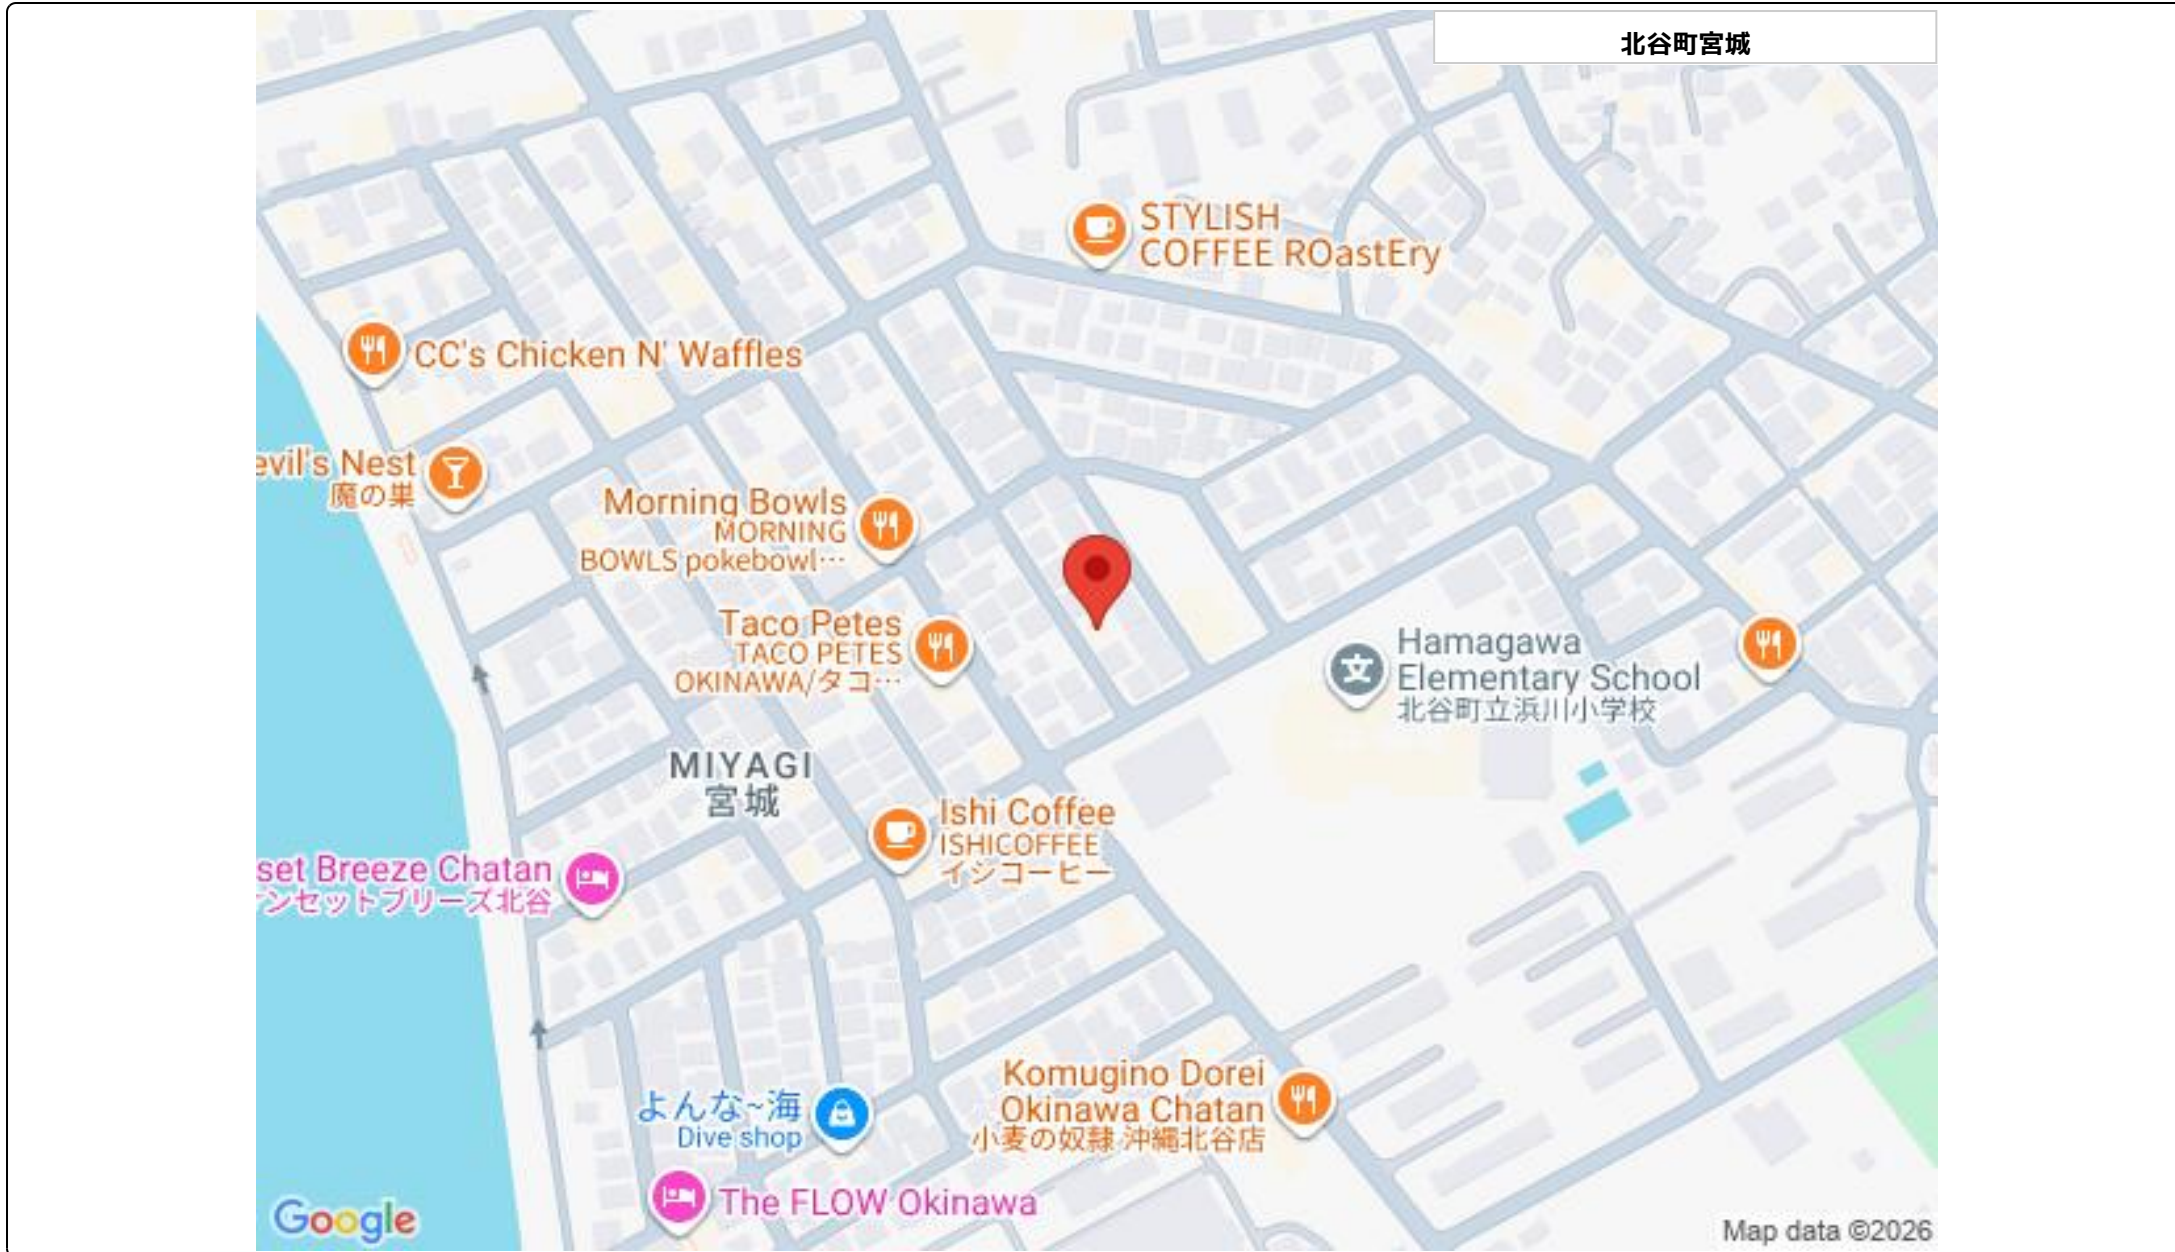 北谷町宮城
STYLISH
COFFEE ROastEry
CC's Chicken N' Waffles
evil's Nest
魔の巣
Morning Bowls
MORNING
BOWLS pokebowl…
Taco Petes
TACO PETES
OKINAWA/タコ…
Hamagawa
Elementary School
北谷町立浜川小学校
MIYAGI
宮城
Ishi Coffee
ISHICOFFEE
イシコーヒー
set Breeze Chatan
ンセットブリーズ北谷
Komugino Dorei
Okinawa Chatan
小麦の奴隷 沖縄北谷店
よんな~海
Dive shop
The FLOW Okinawa
Google
Map data ©2026